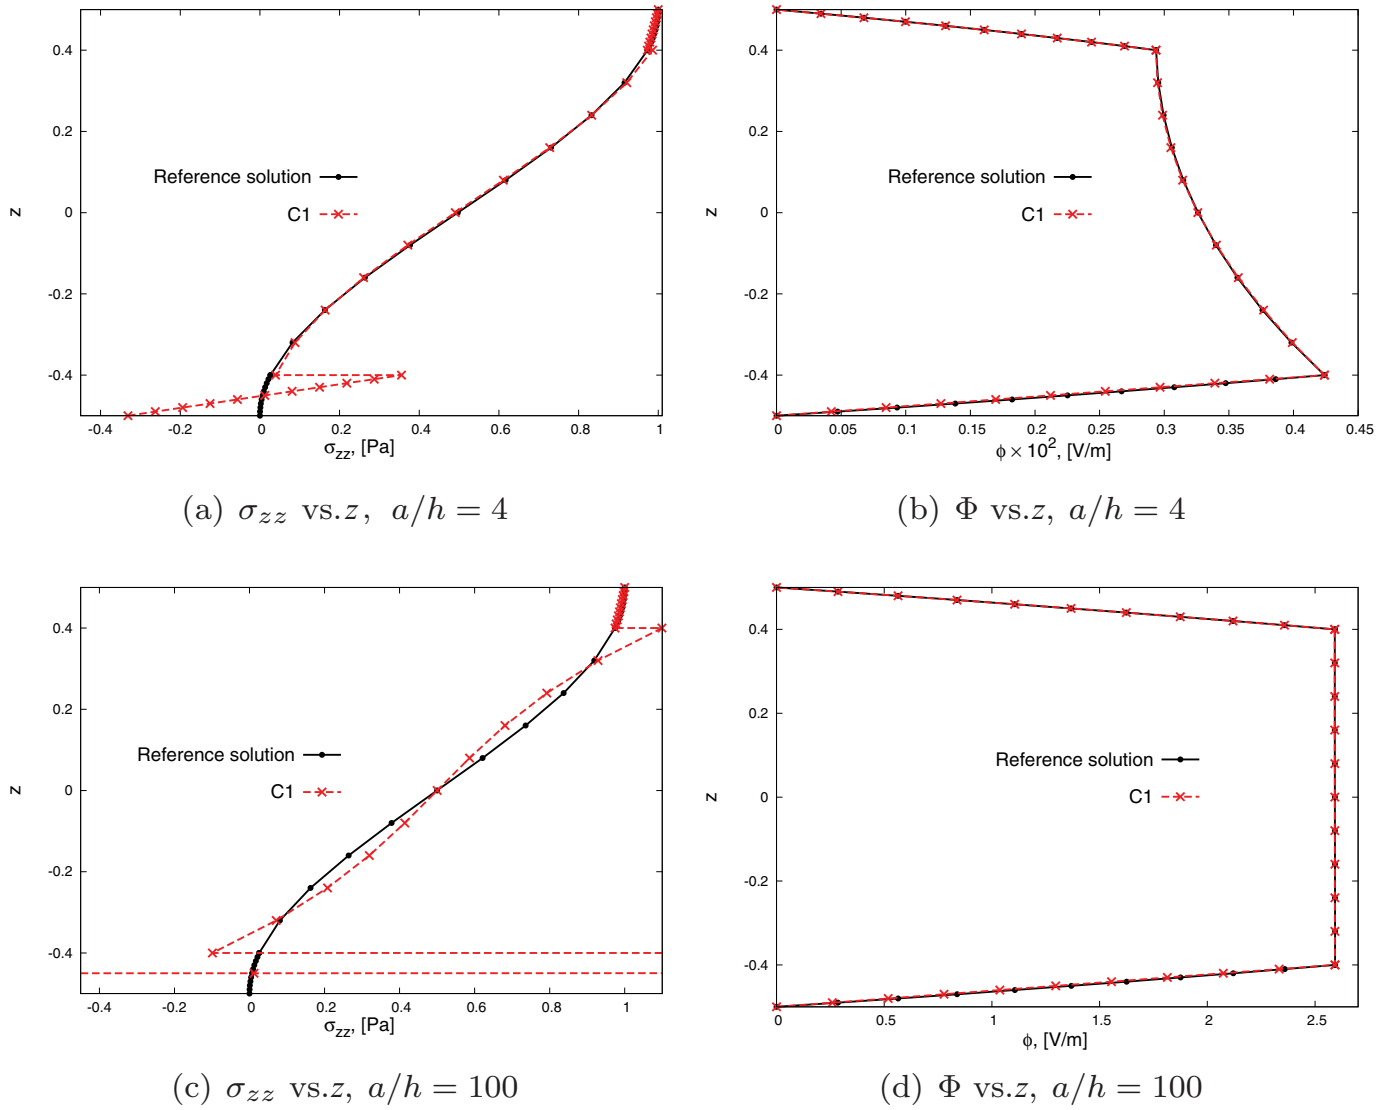 0.4
0.2
0
-0.2
-0.4
z
Reference solution
C1
-0.4 -0.2 0 0.2 0.4 0.6 0.8 1
σzz, [Pa]
(a) σzz vs.z, a/h = 4
0.4
0.2
0
-0.2
-0.4
z
Reference solution
C1
0 0.05 0.1 0.15 0.2 0.25 0.3 0.35 0.4 0.45
ϕ × 10², [V/m]
(b) Φ vs.z, a/h = 4
0.4
0.2
0
-0.2
-0.4
z
Reference solution
C1
-0.4 -0.2 0 0.2 0.4 0.6 0.8 1
σzz, [Pa]
(c) σzz vs.z, a/h = 100
0.4
0.2
0
-0.2
-0.4
z
Reference solution
C1
0 0.5 1 1.5 2 2.5
ϕ, [V/m]
(d) Φ vs.z, a/h = 100